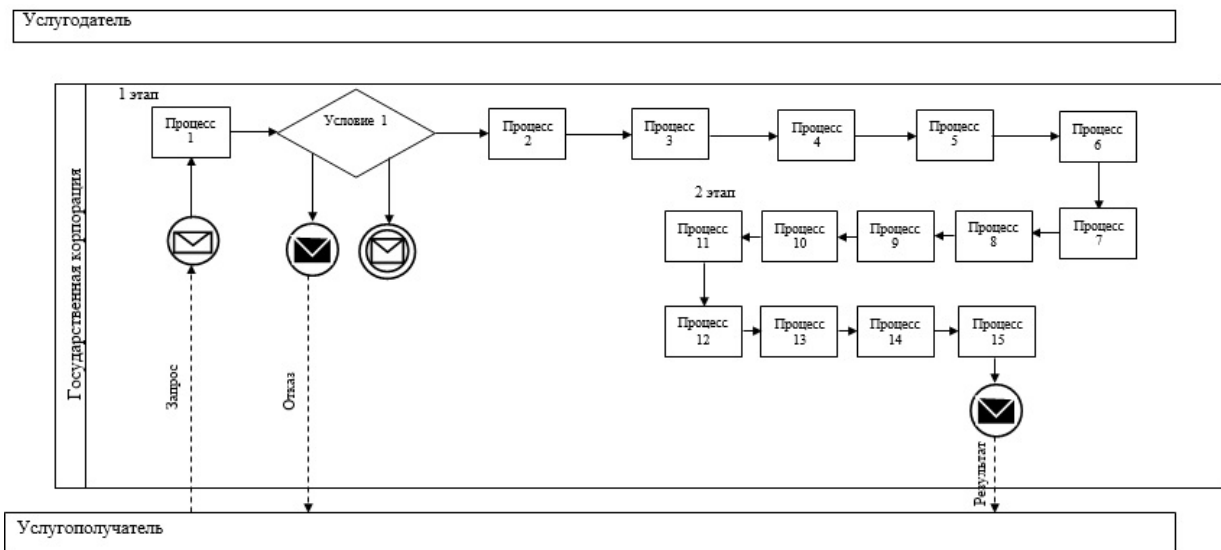 Услугодатель
1 этап
Процесс
1
Условие 1
Процесс
2
Процесс
3
Процесс
4
Процесс
5
Процесс
6
2 этап
Процесс
11
Процесс
10
Процесс
9
Процесс
8
Процесс
7
Процесс
12
Процесс
13
Процесс
14
Процесс
15
Государственная корпорация
Запрос
Отказ
Результат
Услугополучатель